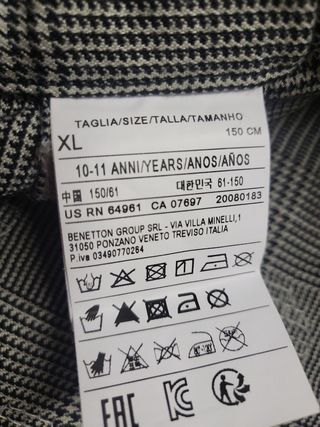 TAGLIA/SIZE/TALLA/TAMANHO
XL 150 CM
10-11 ANNI/YEARS/ANOS/AÑOS
中国 150/61 대한민국 61-150
US RN 64961 CA 07697 20080183
BENETTON GROUP SRL - VIA VILLA MINELLI,1
31050 PONZANO VENETO TREVISO ITALIA
P.iva 03490770264
EAC